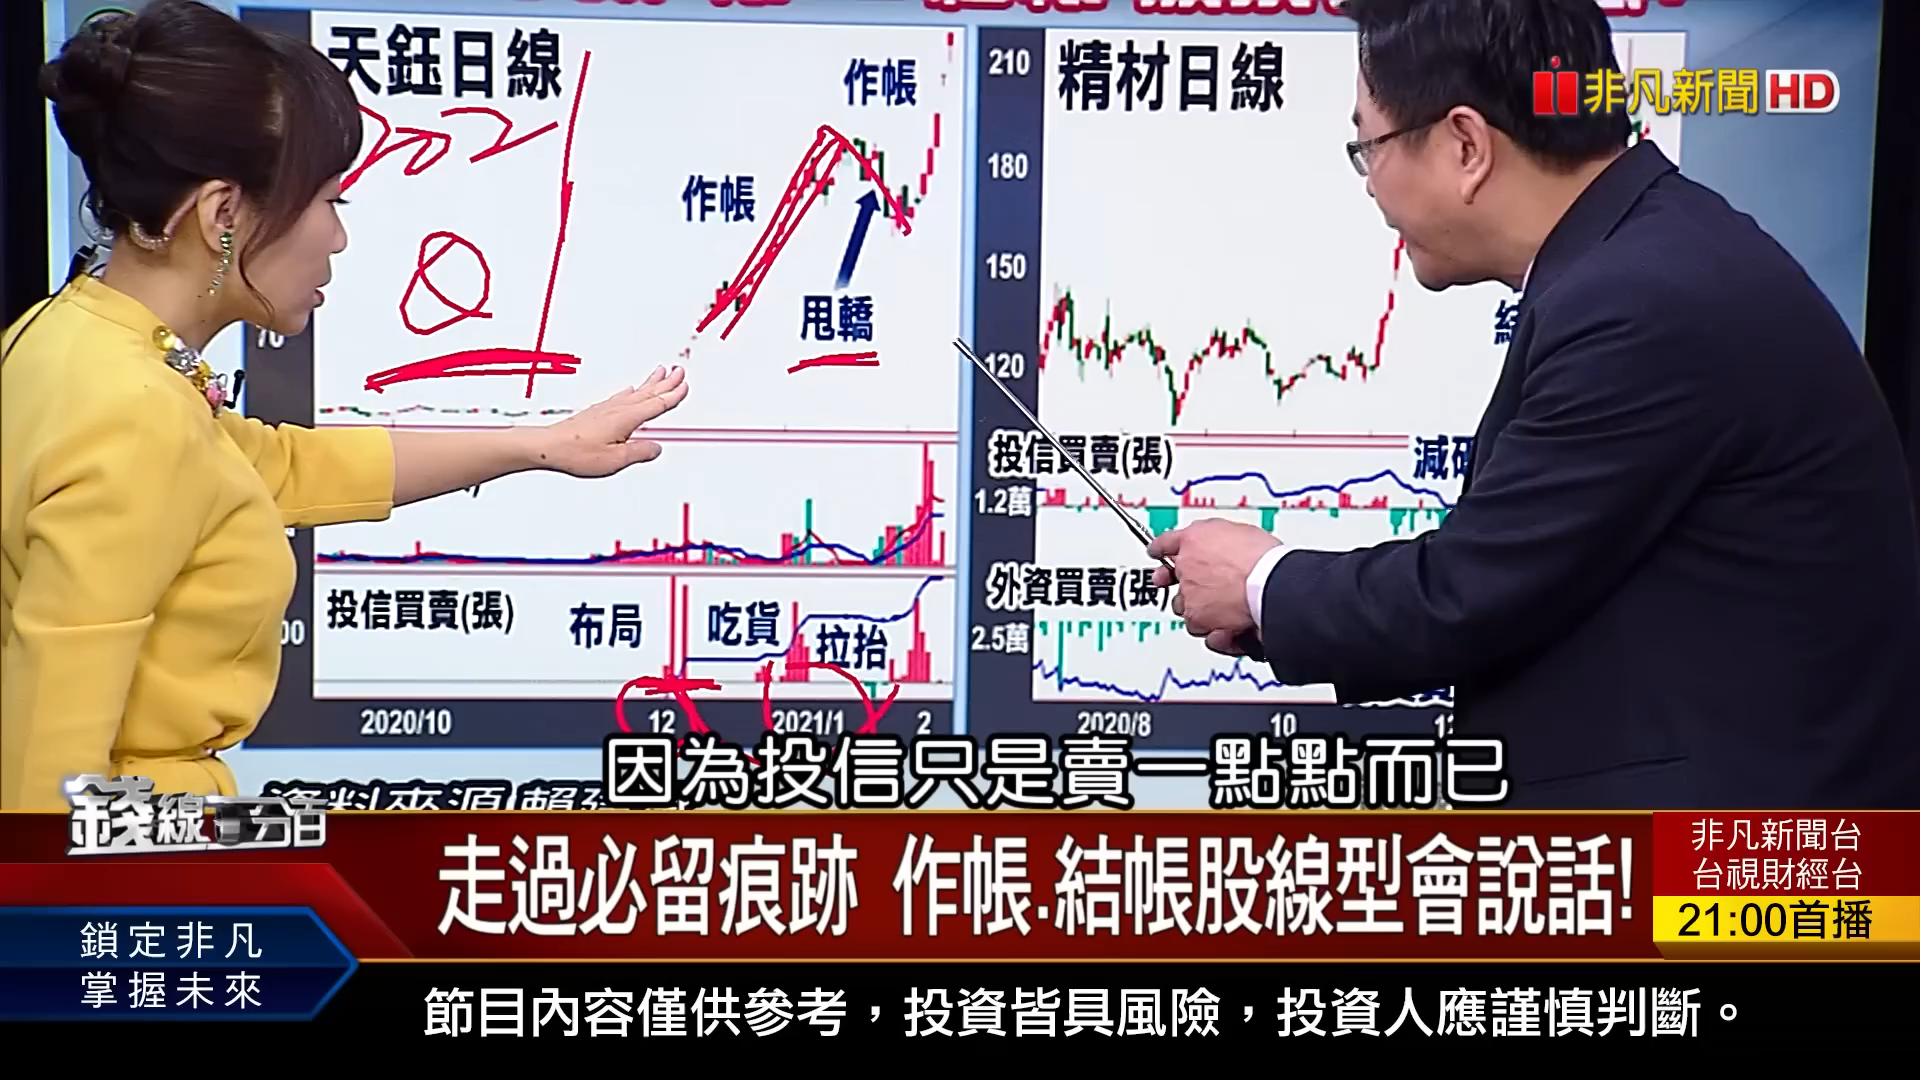 天鈺日線
202
作帳
作帳
甩轎
70
投信買賣(張)
布局
吃貨
拉抬
2020/10
12
2021/1
2
精材日線
210
180
150
120
投信買賣(張)
1.2萬
外資買賣(張)
2.5萬
2020/8
10
非凡新聞HD
因為投信只是賣一點點而已
錢線百分百
走過必留痕跡 作帳.結帳股線型會說話!
非凡新聞台
台視財經台
21:00首播
鎖定非凡
掌握未來
節目內容僅供參考，投資皆具風險，投資人應謹慎判斷。